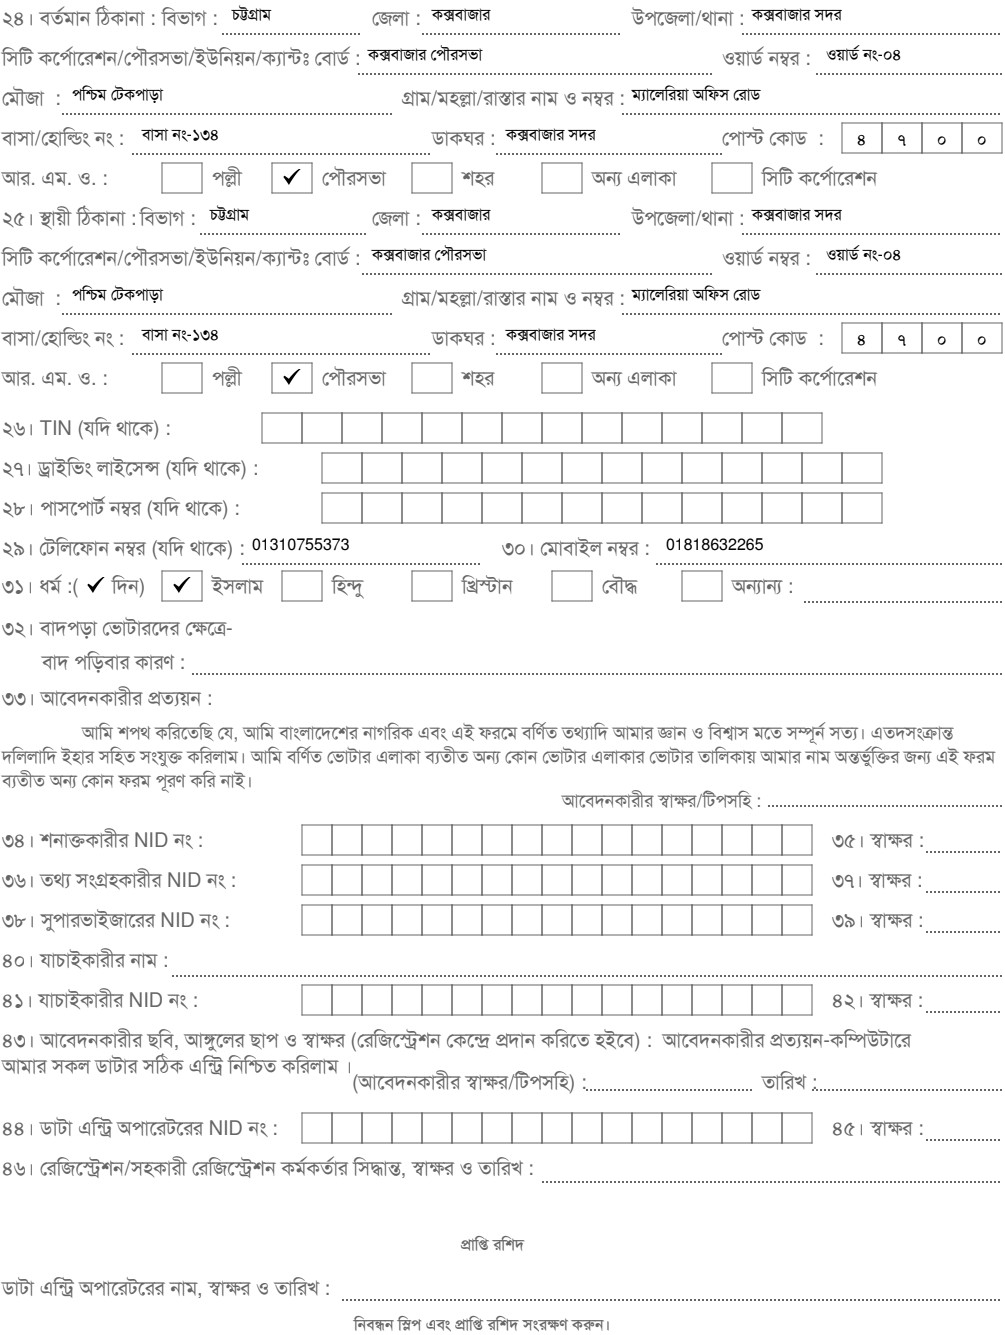 ২৪। বর্তমান ঠিকানা : বিভাগ : চট্টগ্রাম জেলা : কক্সবাজার উপজেলা/থানা : কক্সবাজার সদর
সিটি কর্পোরেশন/পৌরসভা/ইউনিয়ন/ক্যান্টঃ বোর্ড : কক্সবাজার পৌরসভা ওয়ার্ড নম্বর : ওয়ার্ড নং-০৪
মৌজা : পশ্চিম টেকপাড়া গ্রাম/মহল্লা/রাস্তার নাম ও নম্বর : ম্যালেরিয়া অফিস রোড
বাসা/হোল্ডিং নং : বাসা নং-১৩৪ ডাকঘর : কক্সবাজার সদর পোস্ট কোড : ৪ ৭ ০ ০
আর. এম. ও. : পল্লী ✓ পৌরসভা শহর অন্য এলাকা সিটি কর্পোরেশন
২৫। স্থায়ী ঠিকানা : বিভাগ : চট্টগ্রাম জেলা : কক্সবাজার উপজেলা/থানা : কক্সবাজার সদর
সিটি কর্পোরেশন/পৌরসভা/ইউনিয়ন/ক্যান্টঃ বোর্ড : কক্সবাজার পৌরসভা ওয়ার্ড নম্বর : ওয়ার্ড নং-০৪
মৌজা : পশ্চিম টেকপাড়া গ্রাম/মহল্লা/রাস্তার নাম ও নম্বর : ম্যালেরিয়া অফিস রোড
বাসা/হোল্ডিং নং : বাসা নং-১৩৪ ডাকঘর : কক্সবাজার সদর পোস্ট কোড : ৪ ৭ ০ ০
আর. এম. ও. : পল্লী ✓ পৌরসভা শহর অন্য এলাকা সিটি কর্পোরেশন
২৬। TIN (যদি থাকে) :
২৭। ড্রাইভিং লাইসেন্স (যদি থাকে) :
২৮। পাসপোর্ট নম্বর (যদি থাকে) :
২৯। টেলিফোন নম্বর (যদি থাকে) : 01310755373 ৩০। মোবাইল নম্বর : 01818632265
৩১। ধর্ম :( ✓ দিন) ✓ ইসলাম হিন্দু খ্রিস্টান বৌদ্ধ অন্যান্য :
৩২। বাদপড়া ভোটারদের ক্ষেত্রে-
বাদ পড়িবার কারণ :
৩৩। আবেদনকারীর প্রত্যয়ন :
আমি শপথ করিতেছি যে, আমি বাংলাদেশের নাগরিক এবং এই ফরমে বর্ণিত তথ্যাদি আমার জ্ঞান ও বিশ্বাস মতে সম্পূর্ন সত্য। এতদসংক্রান্ত
দলিলাদি ইহার সহিত সংযুক্ত করিলাম। আমি বর্ণিত ভোটার এলাকা ব্যতীত অন্য কোন ভোটার এলাকার ভোটার তালিকায় আমার নাম অন্তর্ভুক্তির জন্য এই ফরম
ব্যতীত অন্য কোন ফরম পূরণ করি নাই।
আবেদনকারীর স্বাক্ষর/টিপসহি :
৩৪। শনাক্তকারীর NID নং : ৩৫। স্বাক্ষর :
৩৬। তথ্য সংগ্রহকারীর NID নং : ৩৭। স্বাক্ষর :
৩৮। সুপারভাইজারের NID নং : ৩৯। স্বাক্ষর :
৪০। যাচাইকারীর নাম :
৪১। যাচাইকারীর NID নং : ৪২। স্বাক্ষর :
৪৩। আবেদনকারীর ছবি, আঙ্গুলের ছাপ ও স্বাক্ষর (রেজিস্ট্রেশন কেন্দ্রে প্রদান করিতে হইবে) : আবেদনকারীর প্রত্যয়ন-কম্পিউটারে
আমার সকল ডাটার সঠিক এন্ট্রি নিশ্চিত করিলাম ।
(আবেদনকারীর স্বাক্ষর/টিপসহি) : তারিখ :
৪৪। ডাটা এন্ট্রি অপারেটরের NID নং : ৪৫। স্বাক্ষর :
৪৬। রেজিস্ট্রেশন/সহকারী রেজিস্ট্রেশন কর্মকর্তার সিদ্ধান্ত, স্বাক্ষর ও তারিখ :
প্রাপ্তি রশিদ
ডাটা এন্ট্রি অপারেটরের নাম, স্বাক্ষর ও তারিখ :
নিবন্ধন স্লিপ এবং প্রাপ্তি রশিদ সংরক্ষণ করুন।